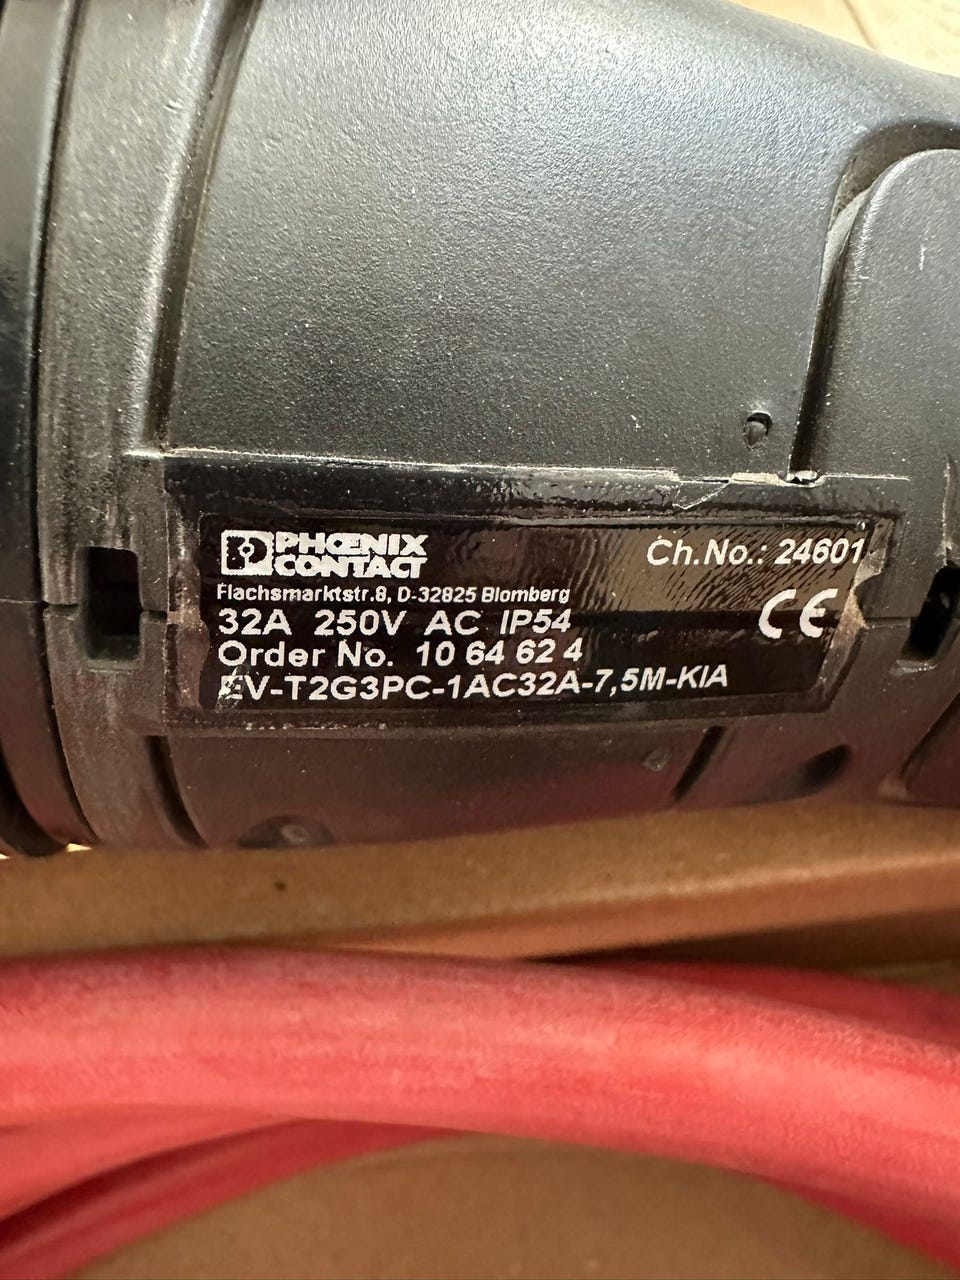 PHŒNIX
CONTACT
Ch.No.: 24601
Flachsmarktstr.8, D-32825 Blomberg
32A 250V AC IP54
CE
Order No. 10 64 62 4
EV-T2G3PC-1AC32A-7,5M-KIA